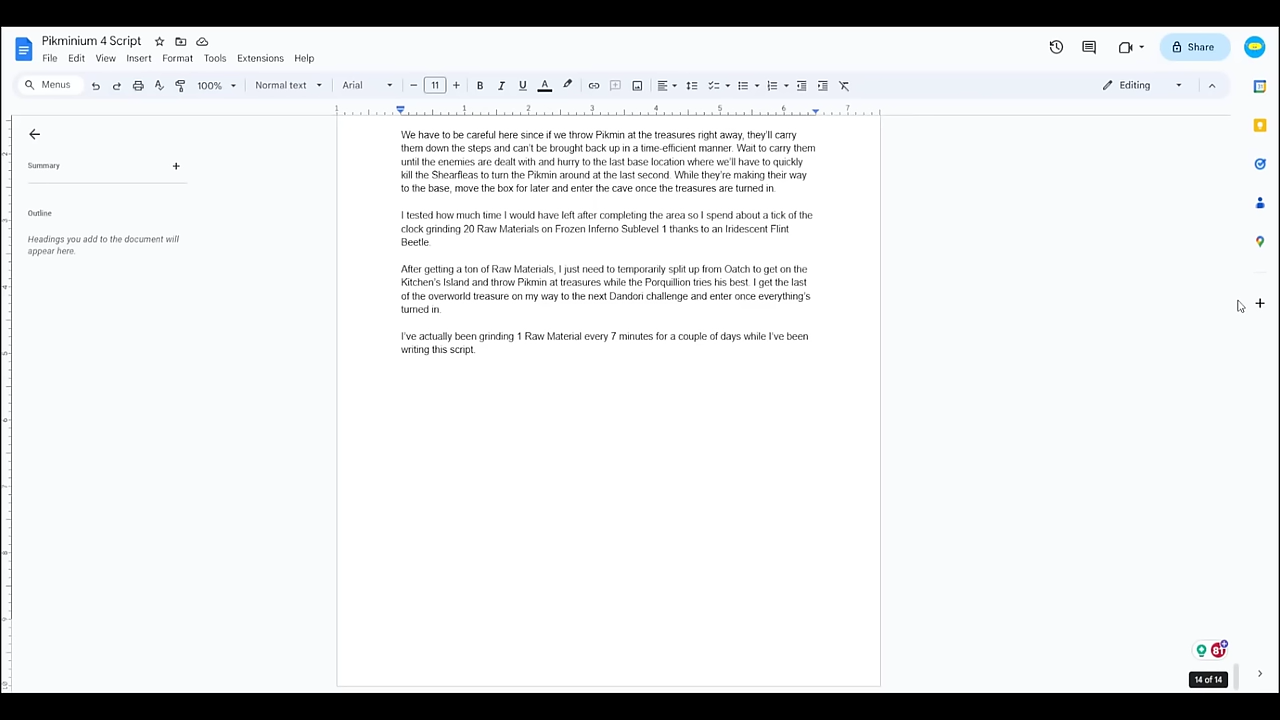 Pikminium 4 Script
File Edit View Insert Format Tools Extensions Help
Share
Menus 100% Normal text Arial 11 B I U A Editing
1 1 2 3 4 5 6 7
Summary
Outline
Headings you add to the document will
appear here.
We have to be careful here since if we throw Pikmin at the treasures right away, they'll carry
them down the steps and can't be brought back up in a time-efficient manner. Wait to carry them
until the enemies are dealt with and hurry to the last base location where we'll have to quickly
kill the Shearfleas to turn the Pikmin around at the last second. While they're making their way
to the base, move the box for later and enter the cave once the treasures are turned in.
I tested how much time I would have left after completing the area so I spend about a tick of the
clock grinding 20 Raw Materials on Frozen Inferno Sublevel 1 thanks to an Iridescent Flint
Beetle.
After getting a ton of Raw Materials, I just need to temporarily split up from Oatch to get on the
Kitchen's Island and throw Pikmin at treasures while the Porquillion tries his best. I get the last
of the overworld treasure on my way to the next Dandori challenge and enter once everything's
turned in.
I've actually been grinding 1 Raw Material every 7 minutes for a couple of days while I've been
writing this script.
14 of 14